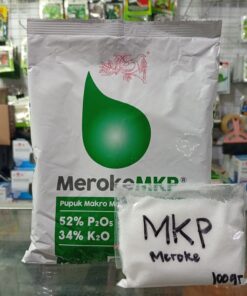 MerokeMKP®
Pupuk Makro
52% P₂O₅
34% K₂O
MKP
Meroke
100gr